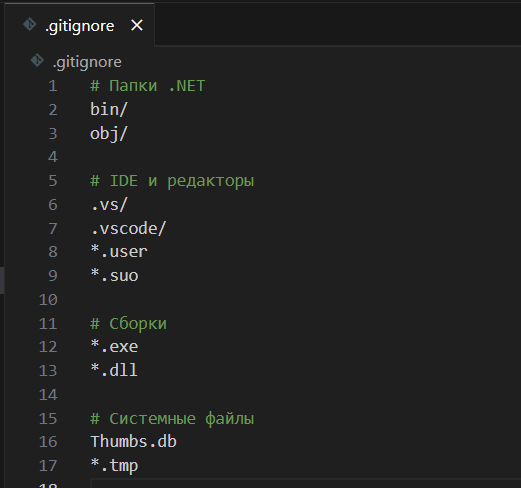 .gitignore ×
.gitignore
1 # Папки .NET
2 bin/
3 obj/
4
5 # IDE и редакторы
6 .vs/
7 .vscode/
8 *.user
9 *.suo
10
11 # Сборки
12 *.exe
13 *.dll
14
15 # Системные файлы
16 Thumbs.db
17 *.tmp
18